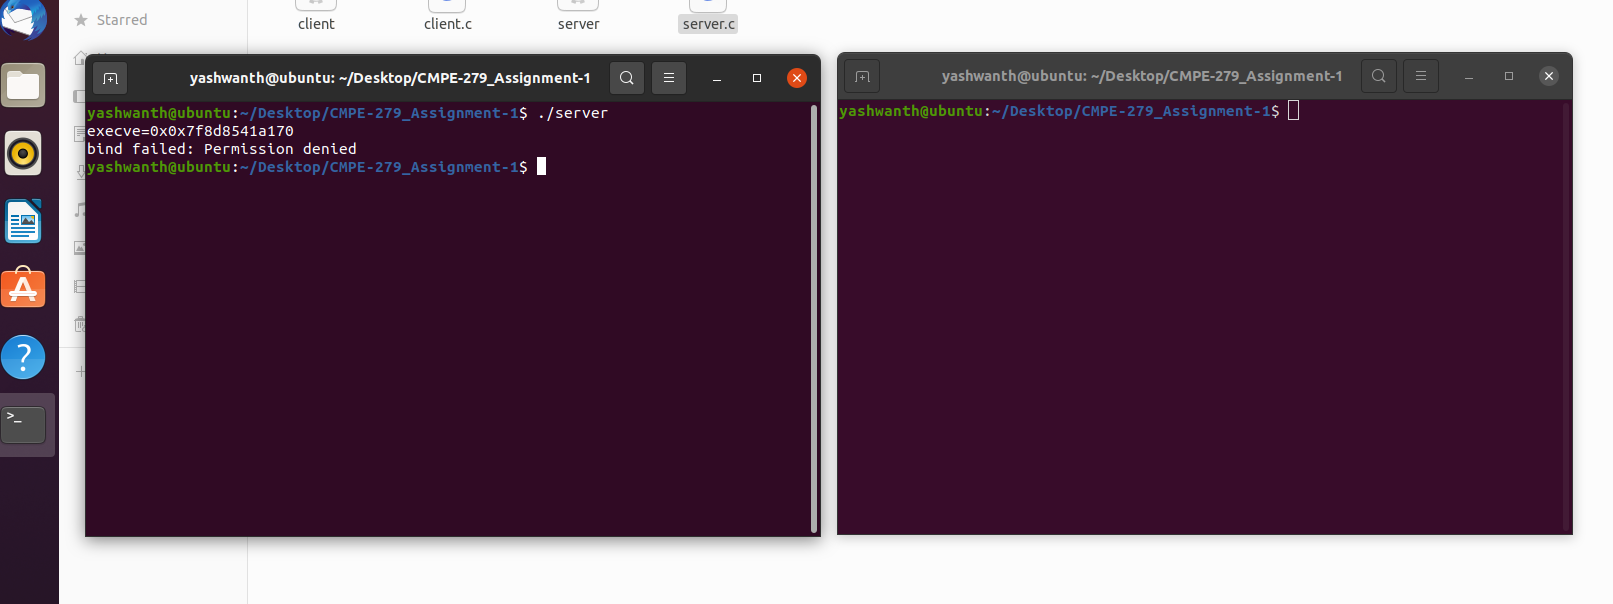 Starred
client
client.c
server
server.c
yashwanth@ubuntu: ~/Desktop/CMPE-279_Assignment-1
yashwanth@ubuntu:~/Desktop/CMPE-279_Assignment-1$ ./server
execve=0x0x7f8d8541a170
bind failed: Permission denied
yashwanth@ubuntu:~/Desktop/CMPE-279_Assignment-1$
yashwanth@ubuntu: ~/Desktop/CMPE-279_Assignment-1
yashwanth@ubuntu:~/Desktop/CMPE-279_Assignment-1$